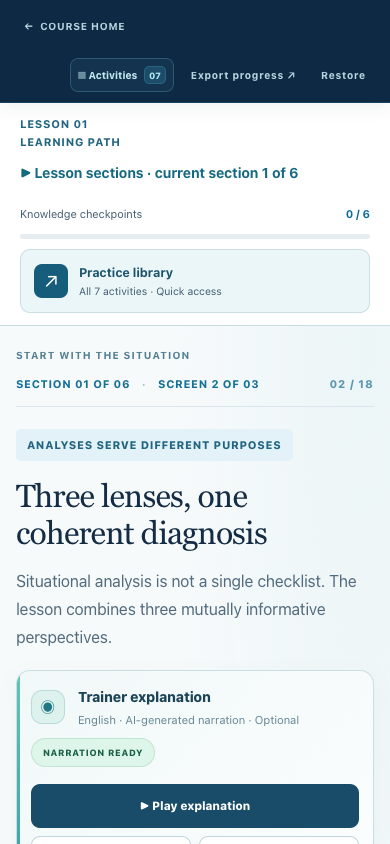 ← COURSE HOME
Activities 07 Export progress ↗ Restore
LESSON 01
LEARNING PATH
▶ Lesson sections · current section 1 of 6
Knowledge checkpoints 0 / 6
Practice library
All 7 activities · Quick access
START WITH THE SITUATION
SECTION 01 OF 06 · SCREEN 2 OF 03 02 / 18
ANALYSES SERVE DIFFERENT PURPOSES
Three lenses, one
coherent diagnosis
Situational analysis is not a single checklist. The
lesson combines three mutually informative
perspectives.
Trainer explanation
English · AI-generated narration · Optional
NARRATION READY
▶ Play explanation